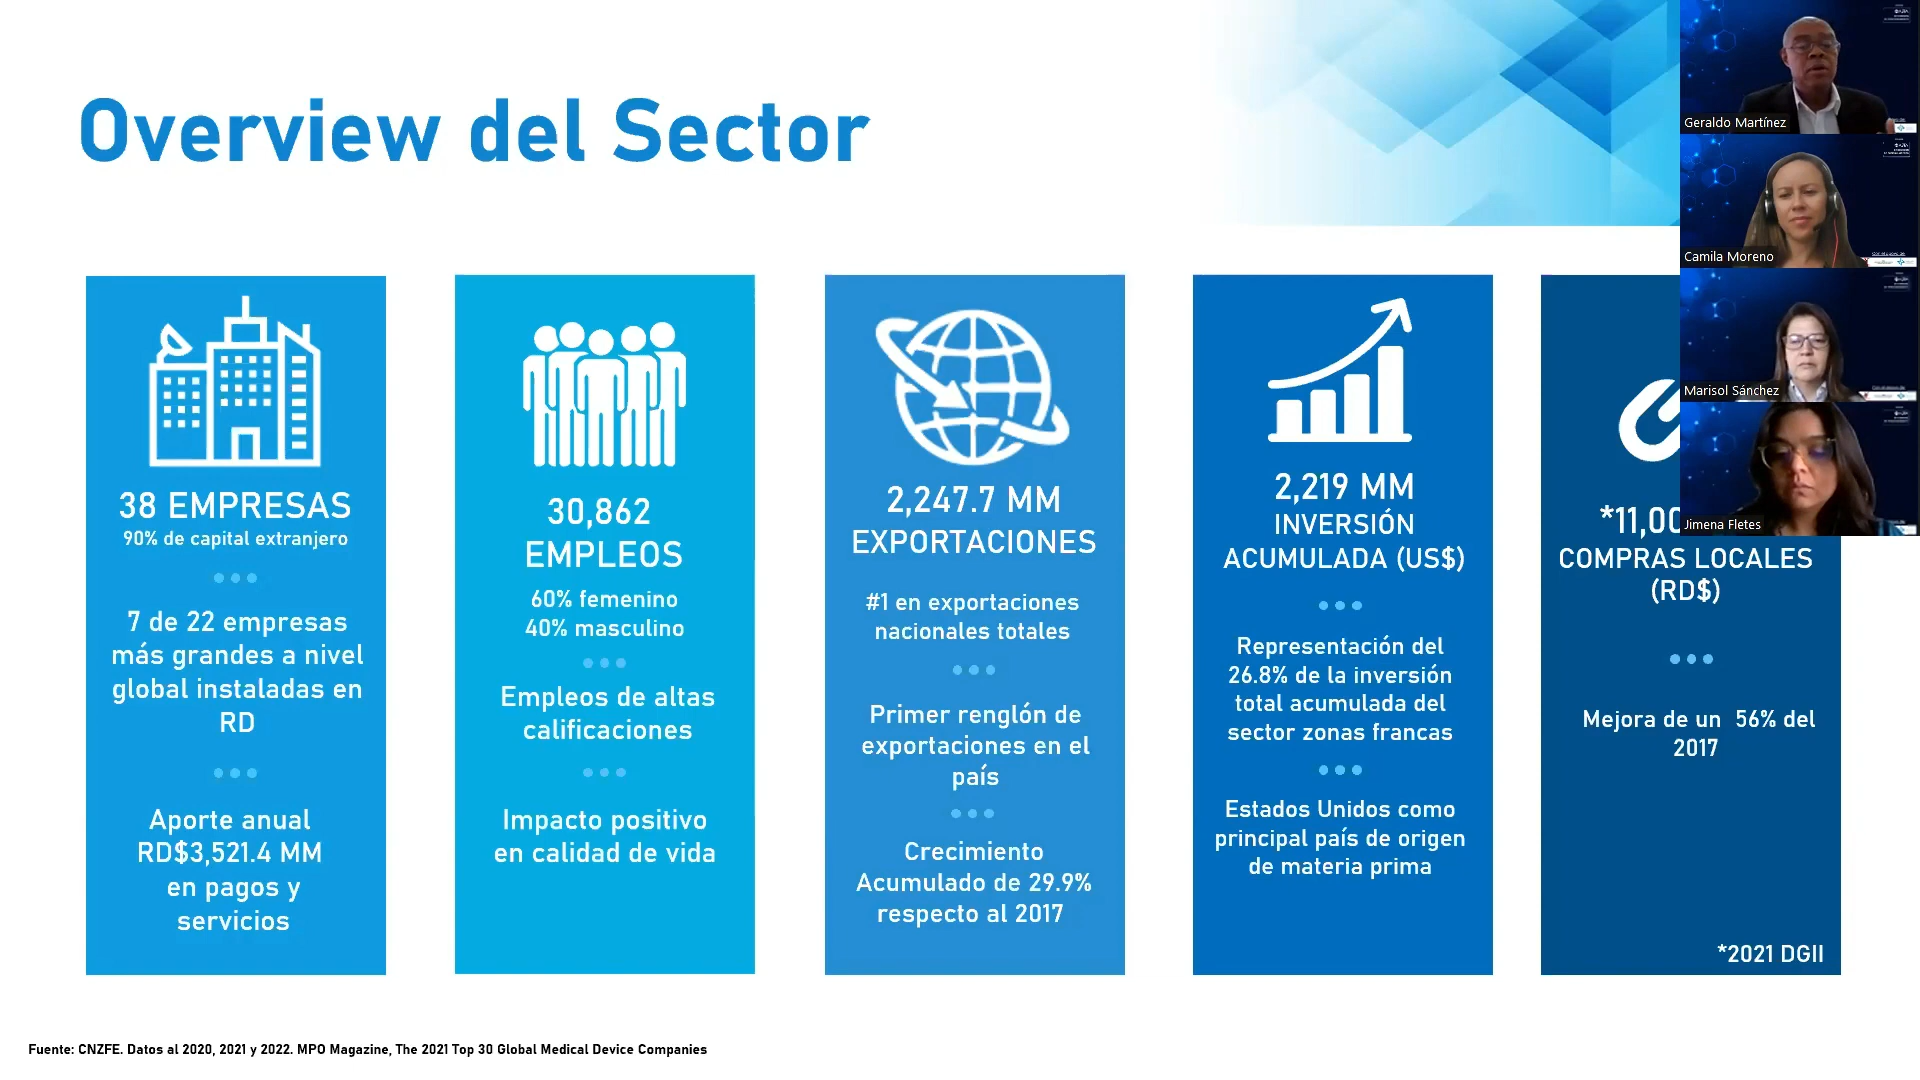 Overview del Sector
38 EMPRESAS
90% de capital extranjero
7 de 22 empresas
más grandes a nivel
global instaladas en
RD
Aporte anual
RD$3,521.4 MM
en pagos y
servicios
30,862
EMPLEOS
60% femenino
40% masculino
Empleos de altas
calificaciones
Impacto positivo
en calidad de vida
2,247.7 MM
EXPORTACIONES
#1 en exportaciones
nacionales totales
Primer renglón de
exportaciones en el
país
Crecimiento
Acumulado de 29.9%
respecto al 2017
2,219 MM
INVERSIÓN
ACUMULADA (US$)
Representación del
26.8% de la inversión
total acumulada del
sector zonas francas
Estados Unidos como
principal país de origen
de materia prima
COMPRAS LOCALES
(RD$)
Mejora de un 56% del
2017
*2021 DGII
Geraldo Martínez
Camila Moreno
Marisol Sánchez
Jimena Fletes
Fuente: CNZFE. Datos al 2020, 2021 y 2022. MPO Magazine, The 2021 Top 30 Global Medical Device Companies